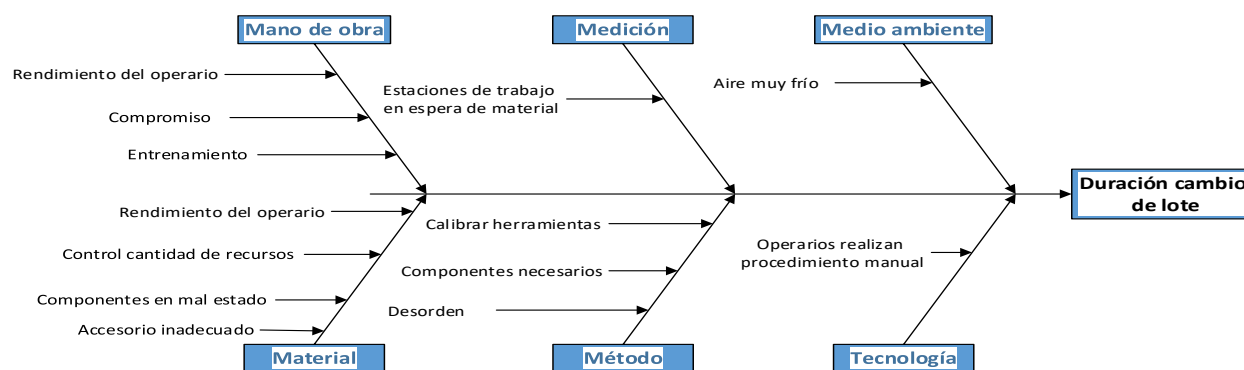 Mano de obra
Medición
Medio ambiente
Rendimiento del operario
Compromiso
Entrenamiento
Estaciones de trabajo
en espera de material
Aire muy frío
Duración cambio
de lote
Rendimiento del operario
Control cantidad de recursos
Componentes en mal estado
Accesorio inadecuado
Calibrar herramientas
Componentes necesarios
Desorden
Operarios realizan
procedimiento manual
Material
Método
Tecnología